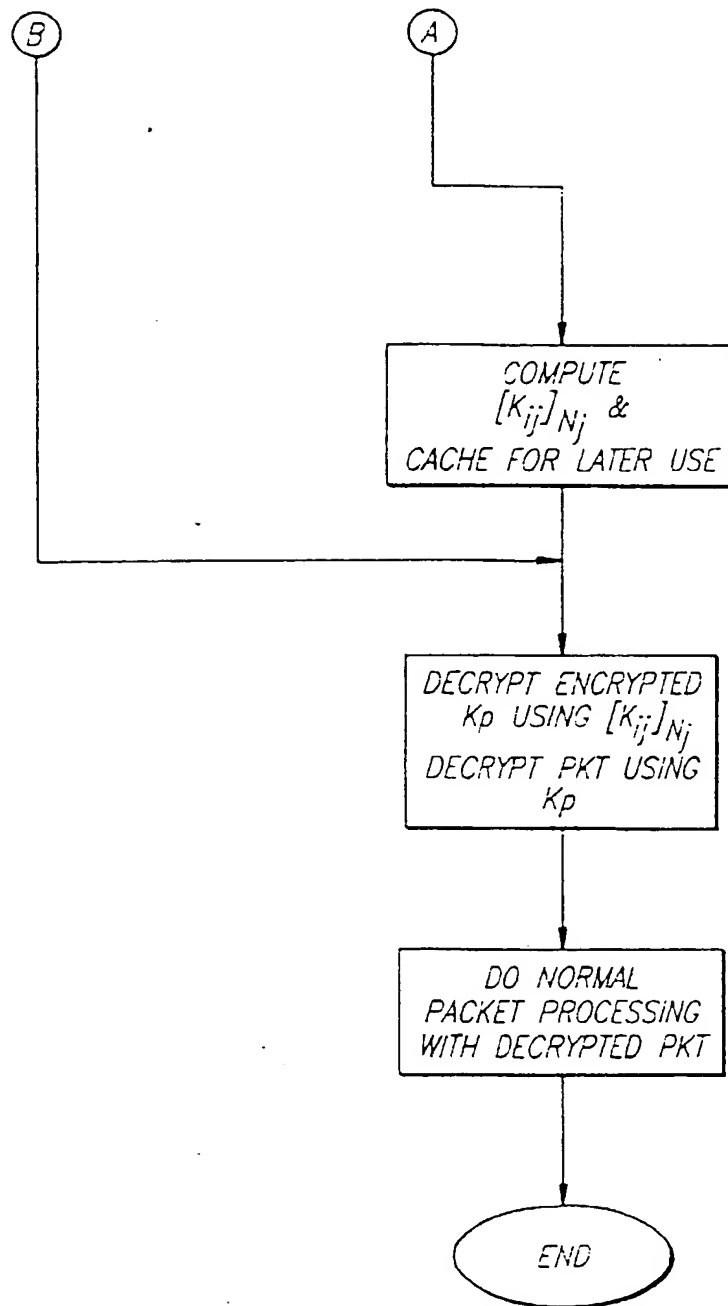 B
A
COMPUTE
[Kij]Nj &
CACHE FOR LATER USE
DECRYPT ENCRYPTED
Kp USING [Kij]Nj
DECRYPT PKT USING
Kp
DO NORMAL
PACKET PROCESSING
WITH DECRYPTED PKT
END